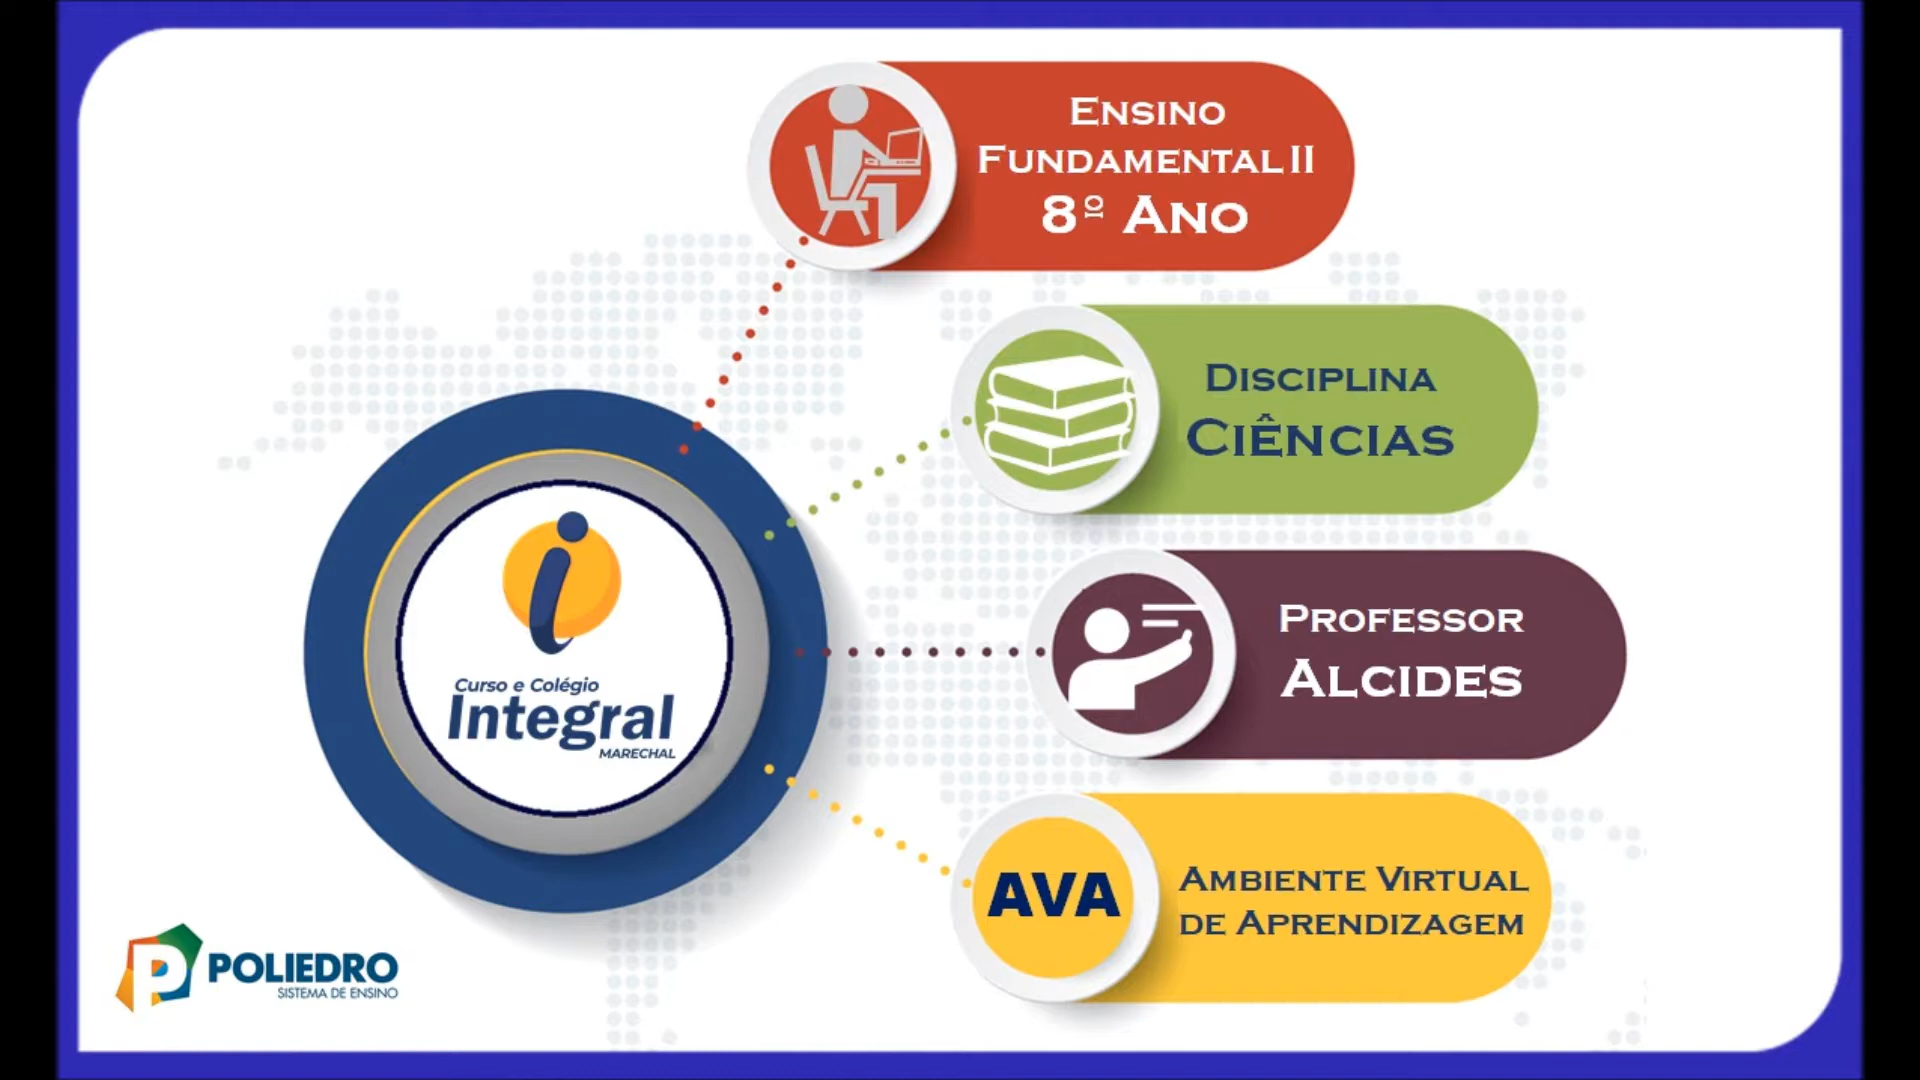 Ensino
Fundamental II
8º Ano
Disciplina
Ciências
Professor
Alcides
AVA
Ambiente Virtual
de Aprendizagem
Curso e Colégio
Integral
MARECHAL
POLIEDRO
SISTEMA DE ENSINO